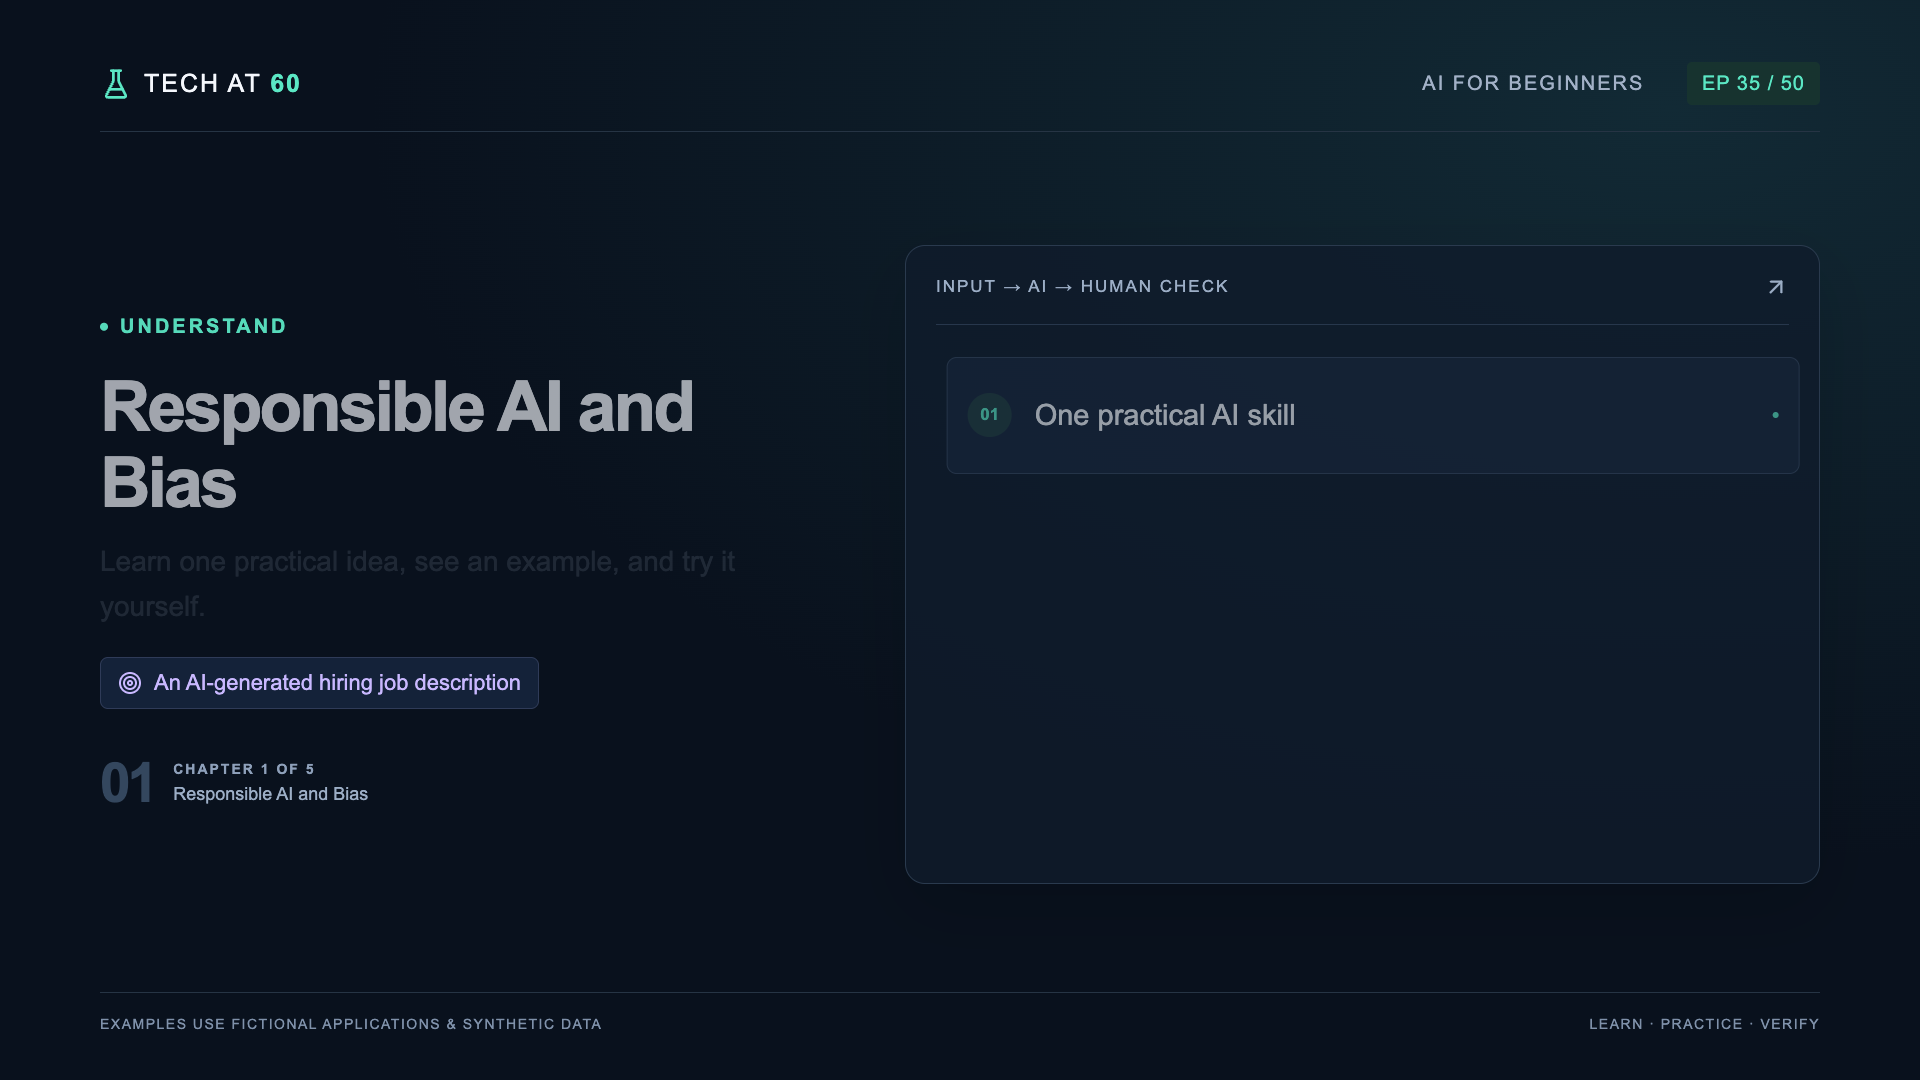 TECH AT 60
AI FOR BEGINNERS
EP 35 / 50
UNDERSTAND
Responsible AI and
Bias
Learn one practical idea, see an example, and try it
yourself.
An AI-generated hiring job description
01
CHAPTER 1 OF 5
Responsible AI and Bias
INPUT → AI → HUMAN CHECK
01
One practical AI skill
EXAMPLES USE FICTIONAL APPLICATIONS & SYNTHETIC DATA
LEARN · PRACTICE · VERIFY